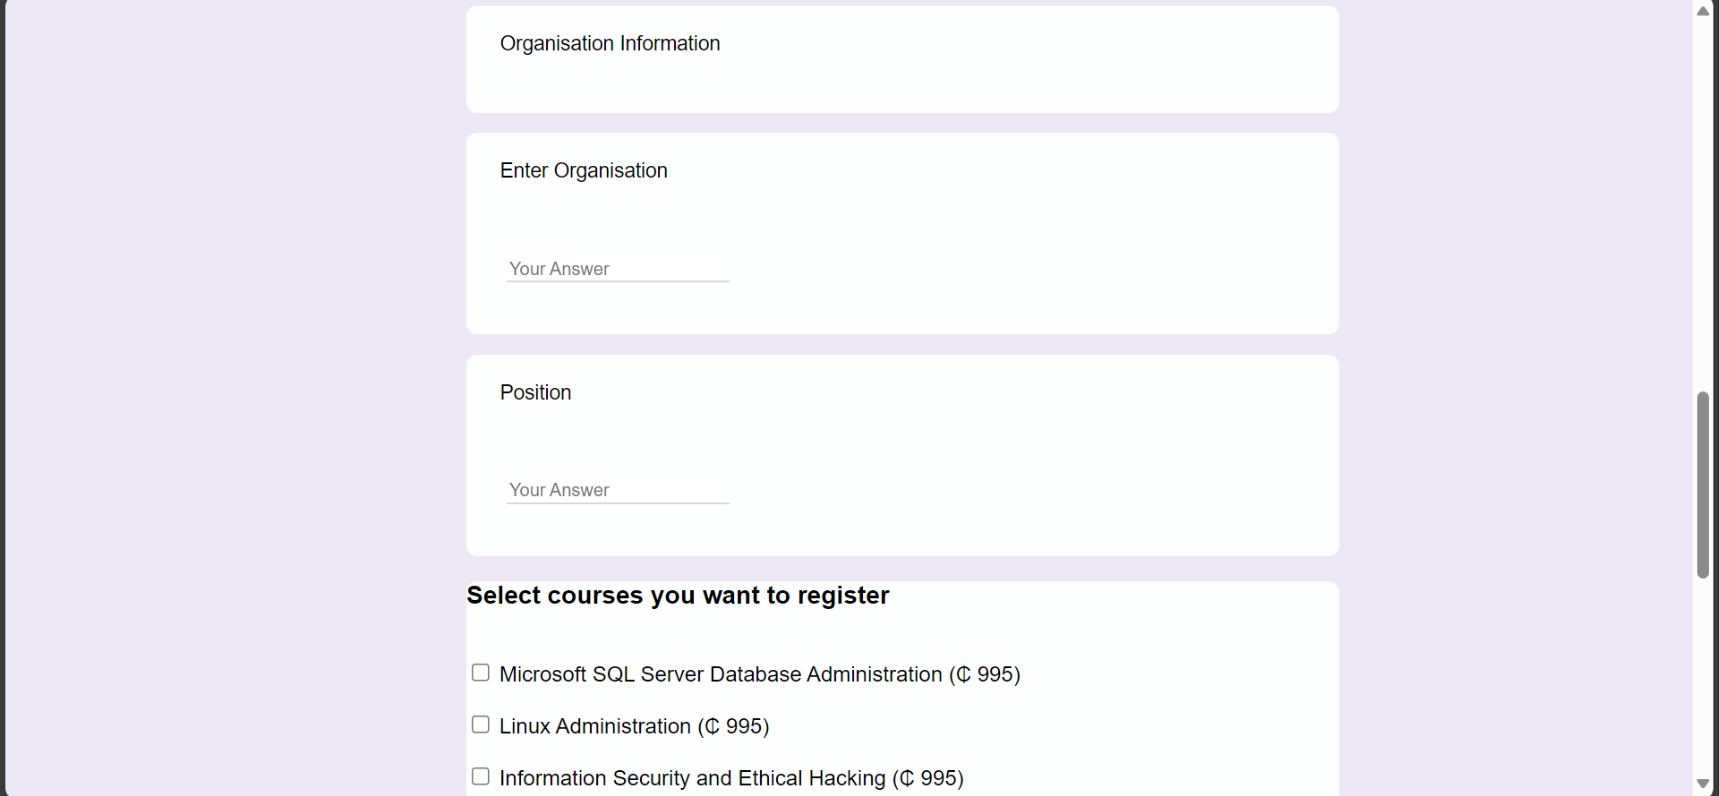 Organisation Information
Enter Organisation
Your Answer
Position
Your Answer
Select courses you want to register
Microsoft SQL Server Database Administration (₵ 995)
Linux Administration (₵ 995)
Information Security and Ethical Hacking (₵ 995)